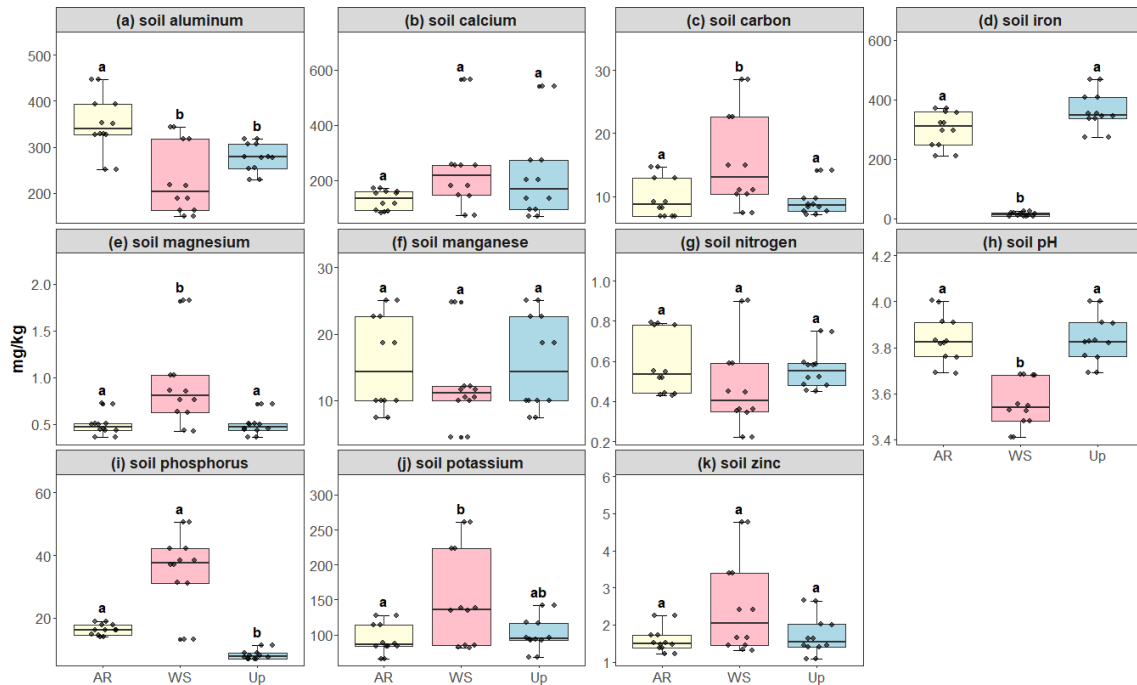 (a) soil aluminum
(b) soil calcium
(c) soil carbon
(d) soil iron
500
400
300
200
a
b
b
600
400
200
a
a
a
30
20
10
a
b
a
600
400
200
0
a
b
a
(e) soil magnesium
(f) soil manganese
(g) soil nitrogen
(h) soil pH
mg/kg
2.0
1.5
1.0
0.5
a
b
a
30
20
10
a
a
a
1.0
0.8
0.6
0.4
0.2
a
a
a
4.2
4.0
3.8
3.6
3.4
a
b
a
AR WS Up
(i) soil phosphorus
(j) soil potassium
(k) soil zinc
60
40
20
a
a
b
AR WS Up
300
250
200
150
100
a
b
ab
AR WS Up
6
5
4
3
2
1
a
a
a
AR WS Up